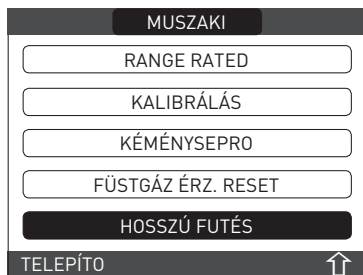 MUSZAKI
RANGE RATED
KALIBRÁLÁS
KÉMÉNYSEPRO
FÜSTGÁZ ÉRZ. RESET
HOSSZÚ FUTÉS
TELEPÍTO